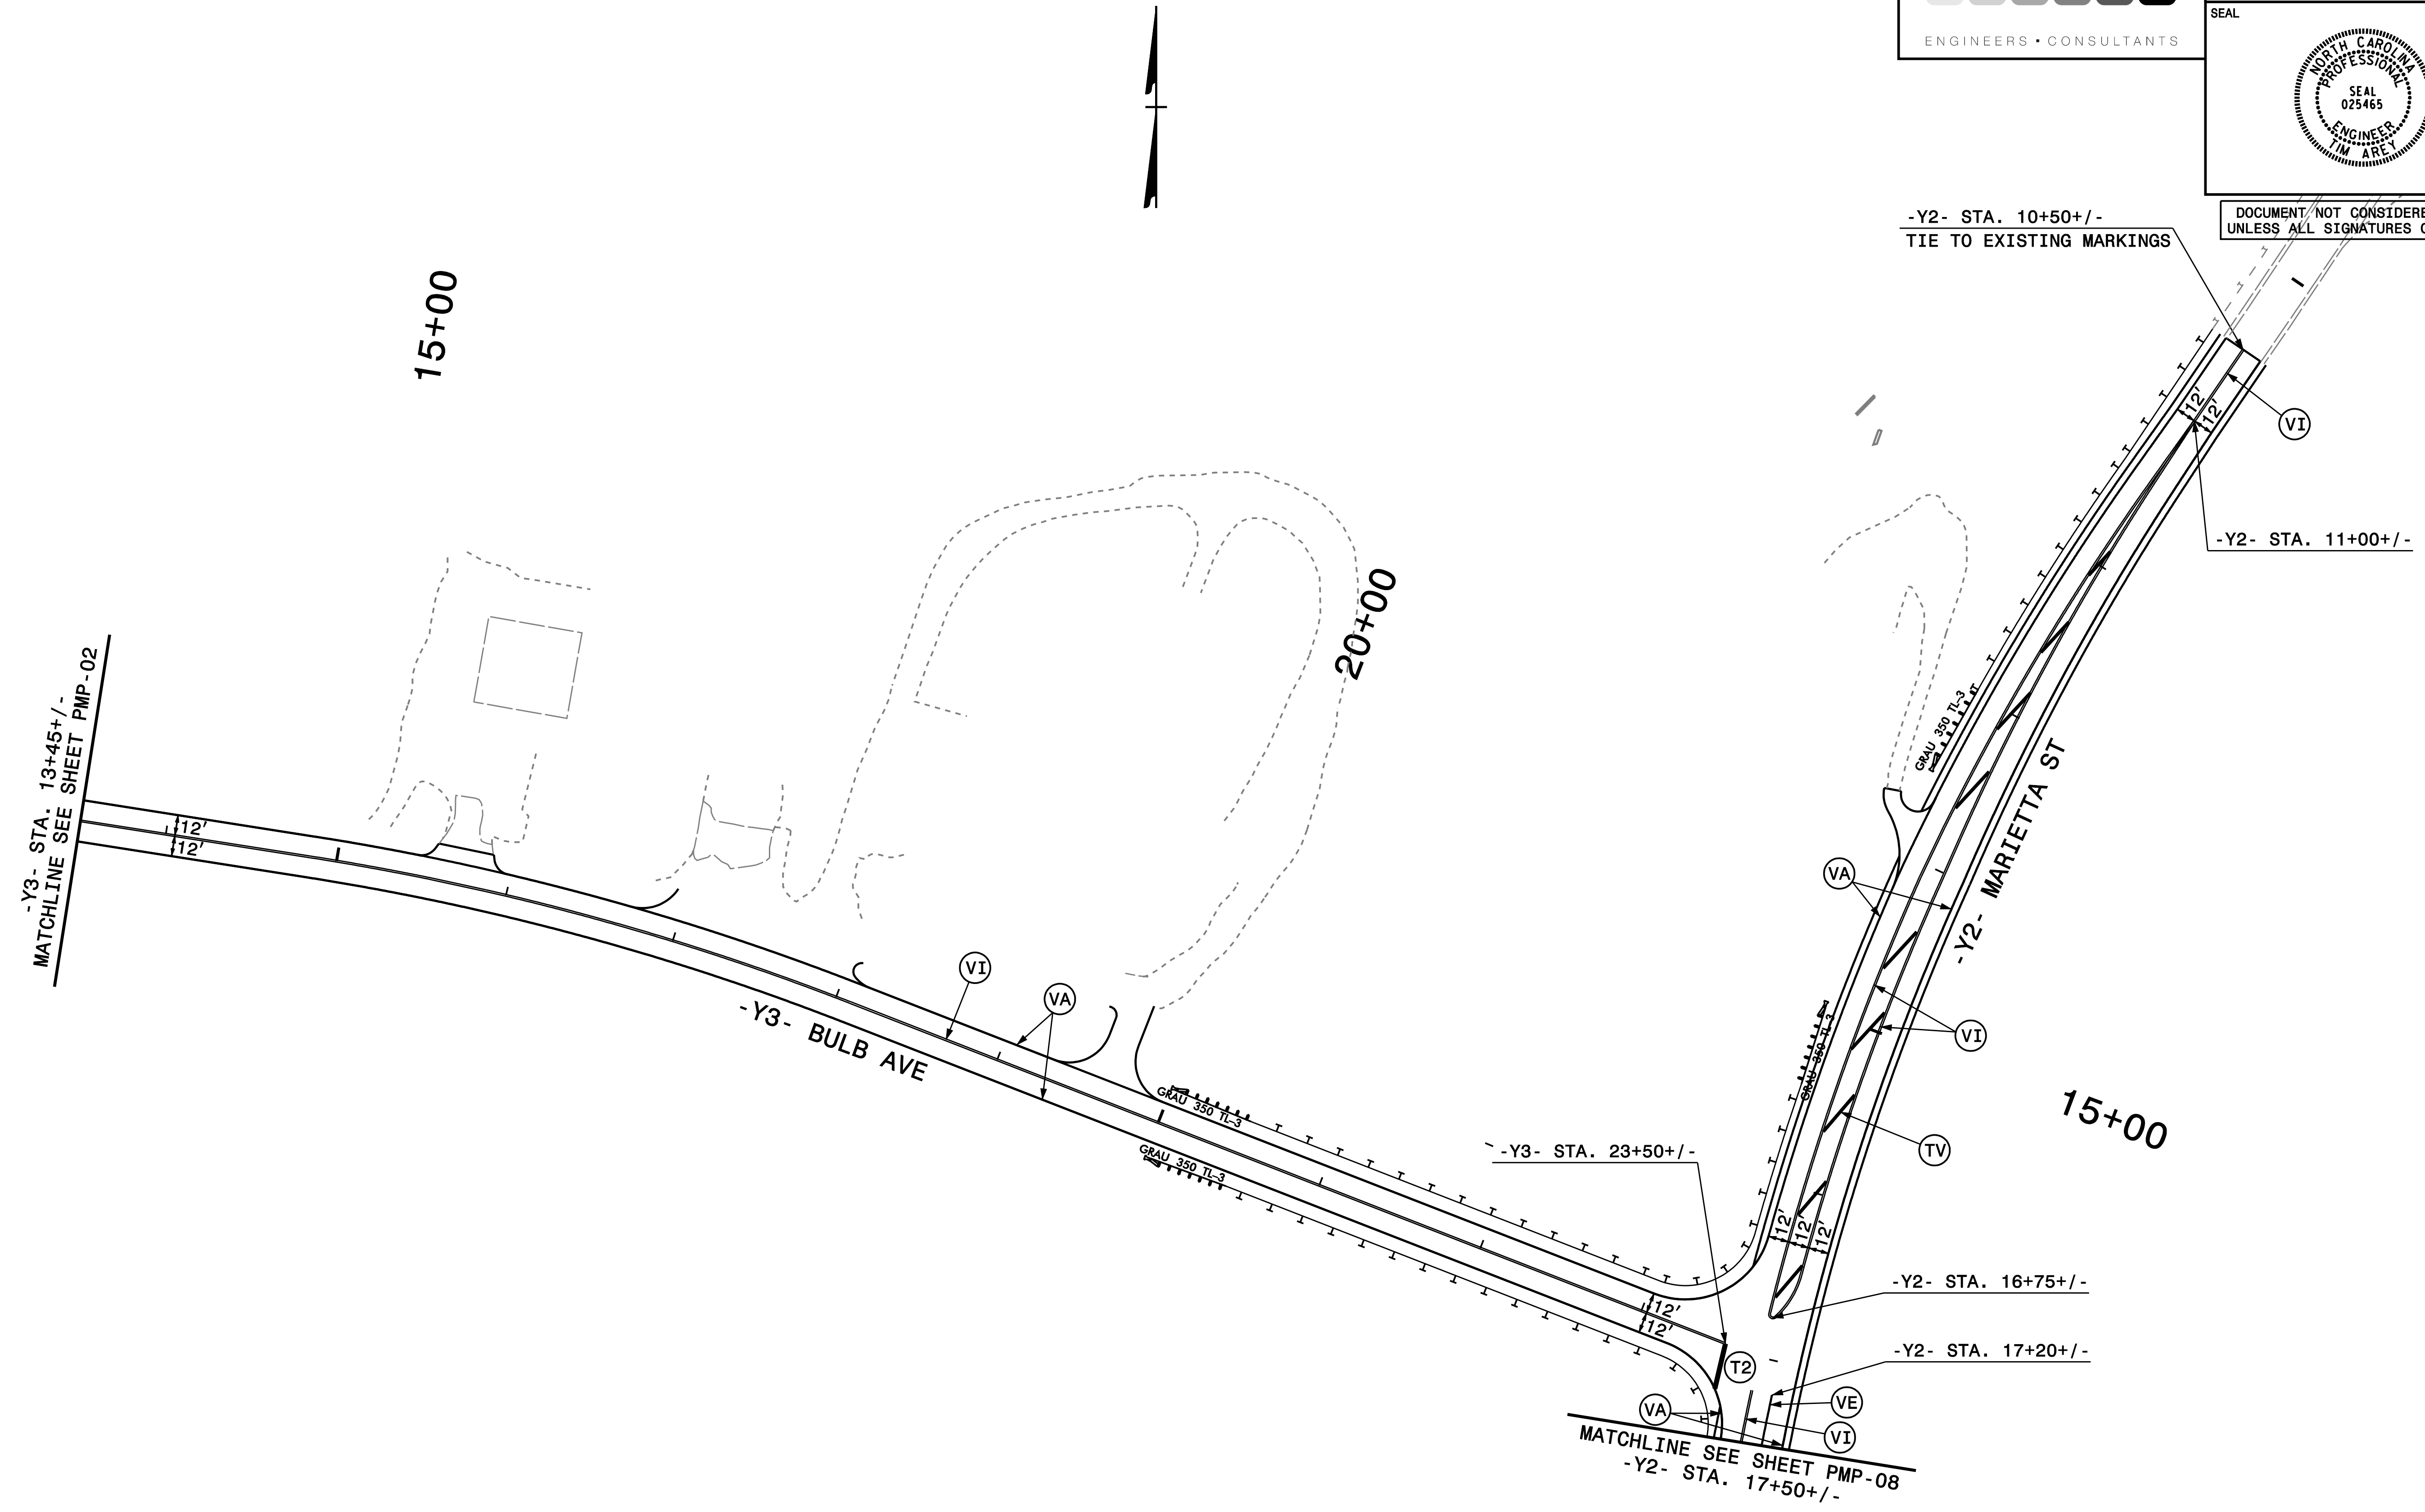 ENGINEERS ▪ CONSULTANTS
SEAL
NORTH CAROLINA
PROFESSIONAL
SEAL
025465
ENGINEER
TIM AREY
DOCUMENT NOT CONSIDERE
UNLESS ALL SIGNATURES C
-Y2- STA. 10+50+/-
TIE TO EXISTING MARKINGS
15+00
12'
12'
VI
-Y2- STA. 11+00+/-
20+00
-Y3- STA. 13+45+/-
MATCHLINE SEE SHEET PMP-02
12'
12'
GRAU 350 TL-3
-Y2- MARIETTA ST
VA
VI
VA
-Y3- BULB AVE
GRAU 350 TL-3
VI
GRAU 350 TL-3
15+00
GRAU 350 TL-3
TV
-Y3- STA. 23+50+/-
12'
12'
12'
-Y2- STA. 16+75+/-
12'
12'
-Y2- STA. 17+20+/-
T2
VE
VA
VI
MATCHLINE SEE SHEET PMP-08
-Y2- STA. 17+50+/-